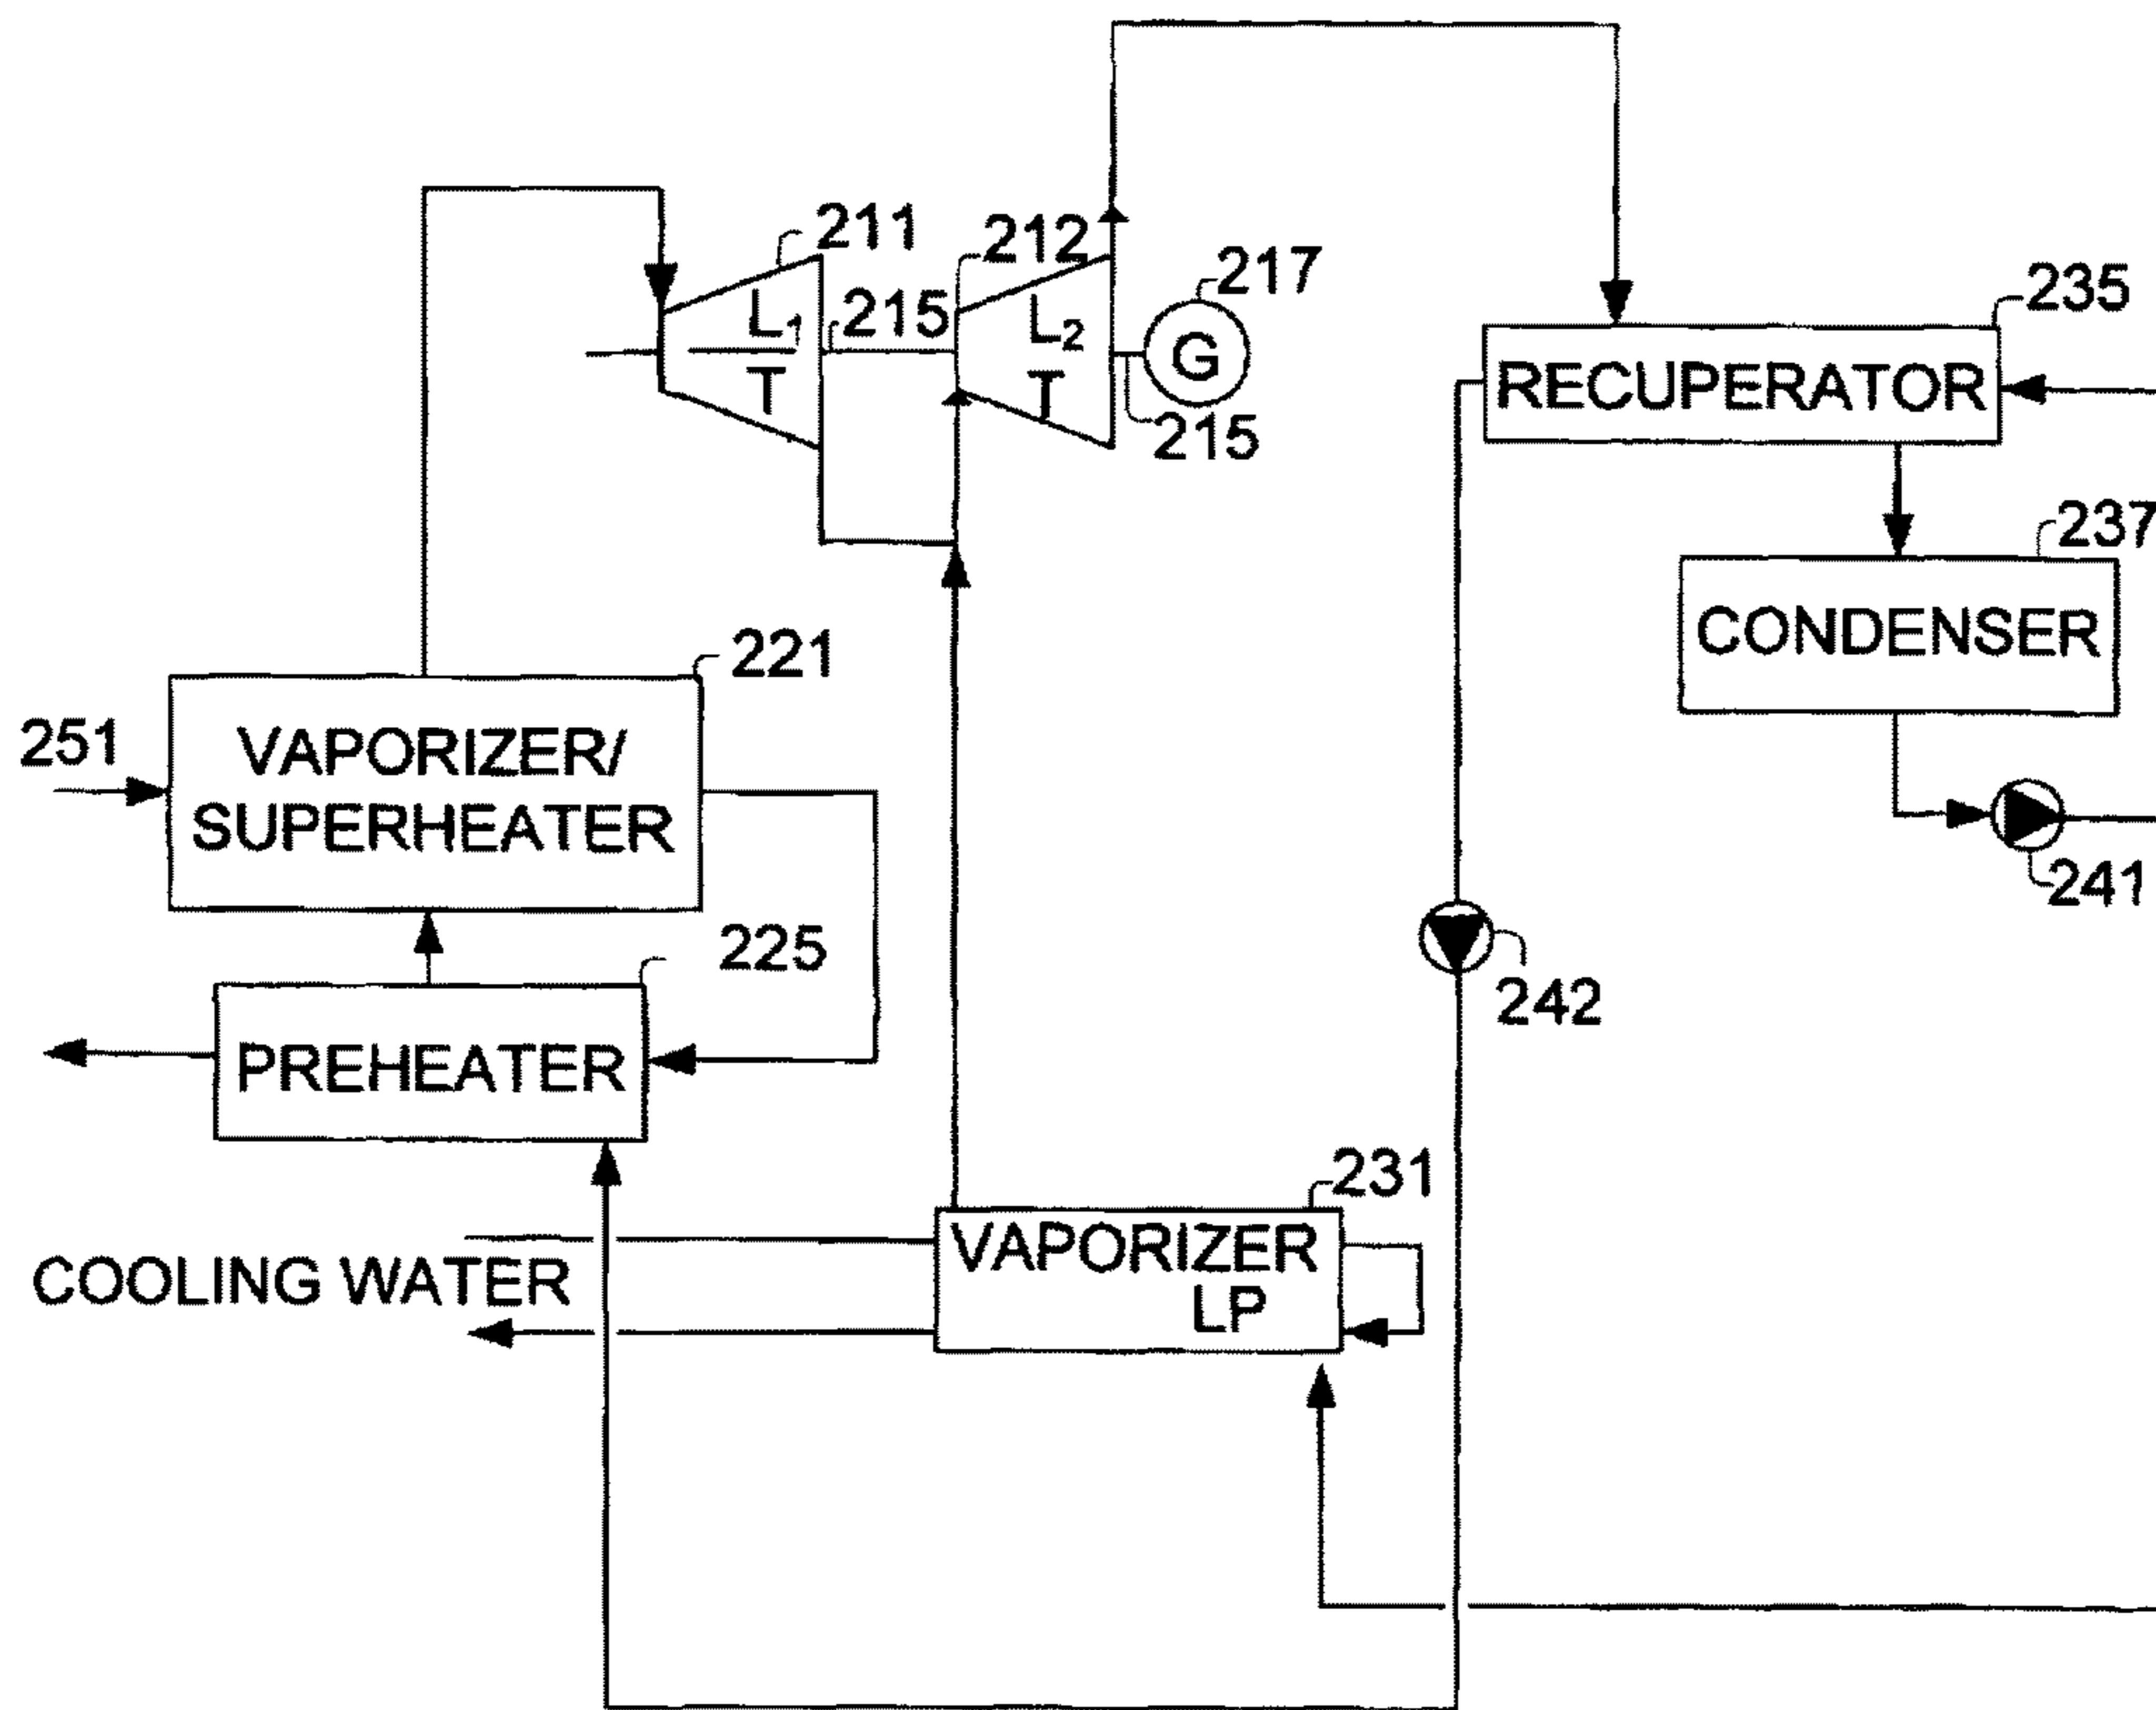 211
212
217
235
L1
T
215
L2
T
G
215
RECUPERATOR
237
CONDENSER
221
251
VAPORIZER/
SUPERHEATER
241
225
242
PREHEATER
231
VAPORIZER
LP
COOLING WATER